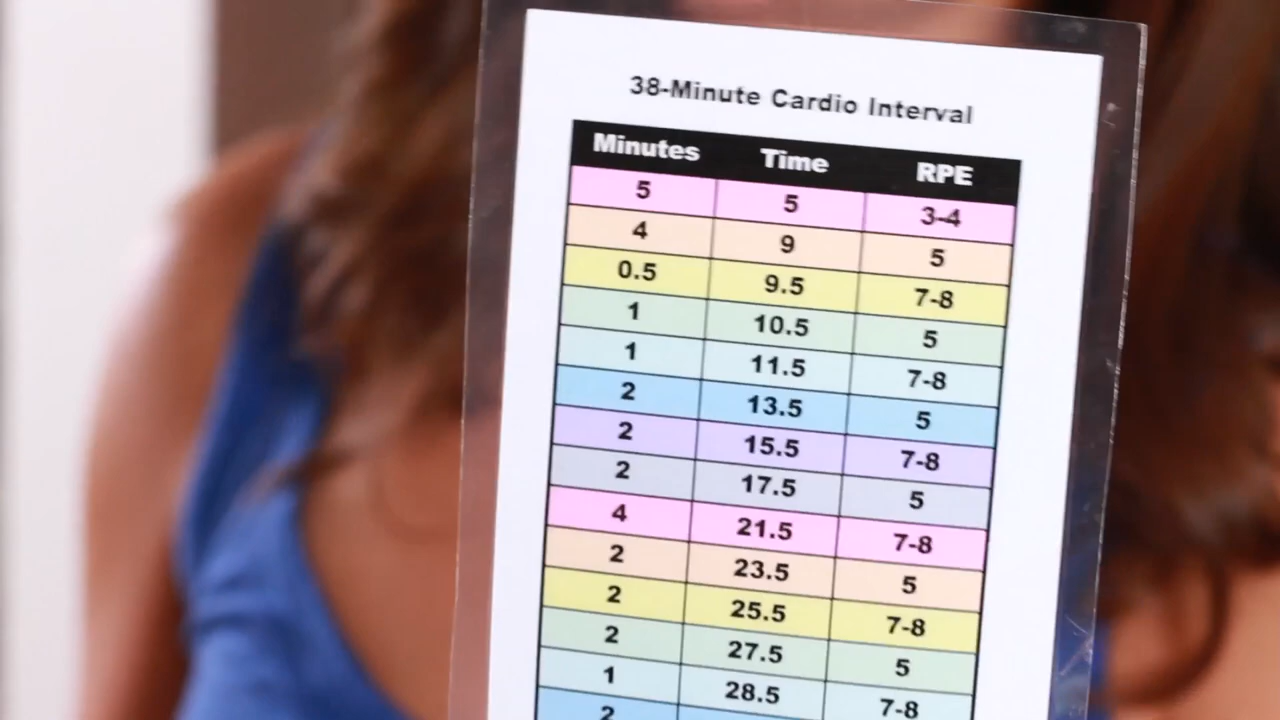 38-Minute Cardio Interval
Minutes Time RPE
5 5 3-4
4 9 5
0.5 9.5 7-8
1 10.5 5
1 11.5 7-8
2 13.5 5
2 15.5 7-8
2 17.5 5
4 21.5 7-8
2 23.5 5
2 25.5 7-8
2 27.5 5
1 28.5 7-8
2